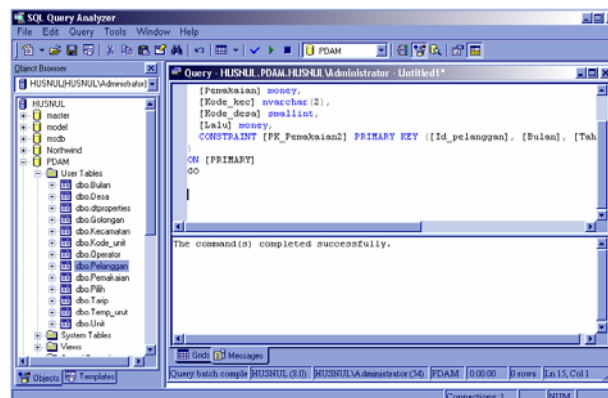 SQL Query Analyzer
File Edit Query Tools Window Help
PDAM
Object Browser
HUSNUL(HUSNUL\Administrator)
HUSNUL
master
model
msdb
Northwind
PDAM
User Tables
dbo.Bulan
dbo.Desa
dbo.dtproperties
dbo.Golongan
dbo.Kecamatan
dbo.Kode_unit
dbo.Operator
dbo.Pelanggan
dbo.Pemakaian
dbo.Pilih
dbo.Tarip
dbo.Temp_urut
dbo.Unit
System Tables
Views
Objects Templates
Query - HUSNUL.PDAM.HUSNUL\Administrator - Untitled1*
[Pemakaian] money,
[Kode_kec] nvarchar(2),
[Kode_desa] smallint,
[Lalu] money,
CONSTRAINT [PK_Pemakaian2] PRIMARY KEY ([Id_pelanggan], [Bulan], [Tah
)
ON [PRIMARY]
GO
The command(s) completed successfully.
Grids Messages
Query batch comple HUSNUL (8.0) HUSNUL\Administrator (54) PDAM 0:00:00 0 rows Ln 15, Col 1
Connections: 1 NUM